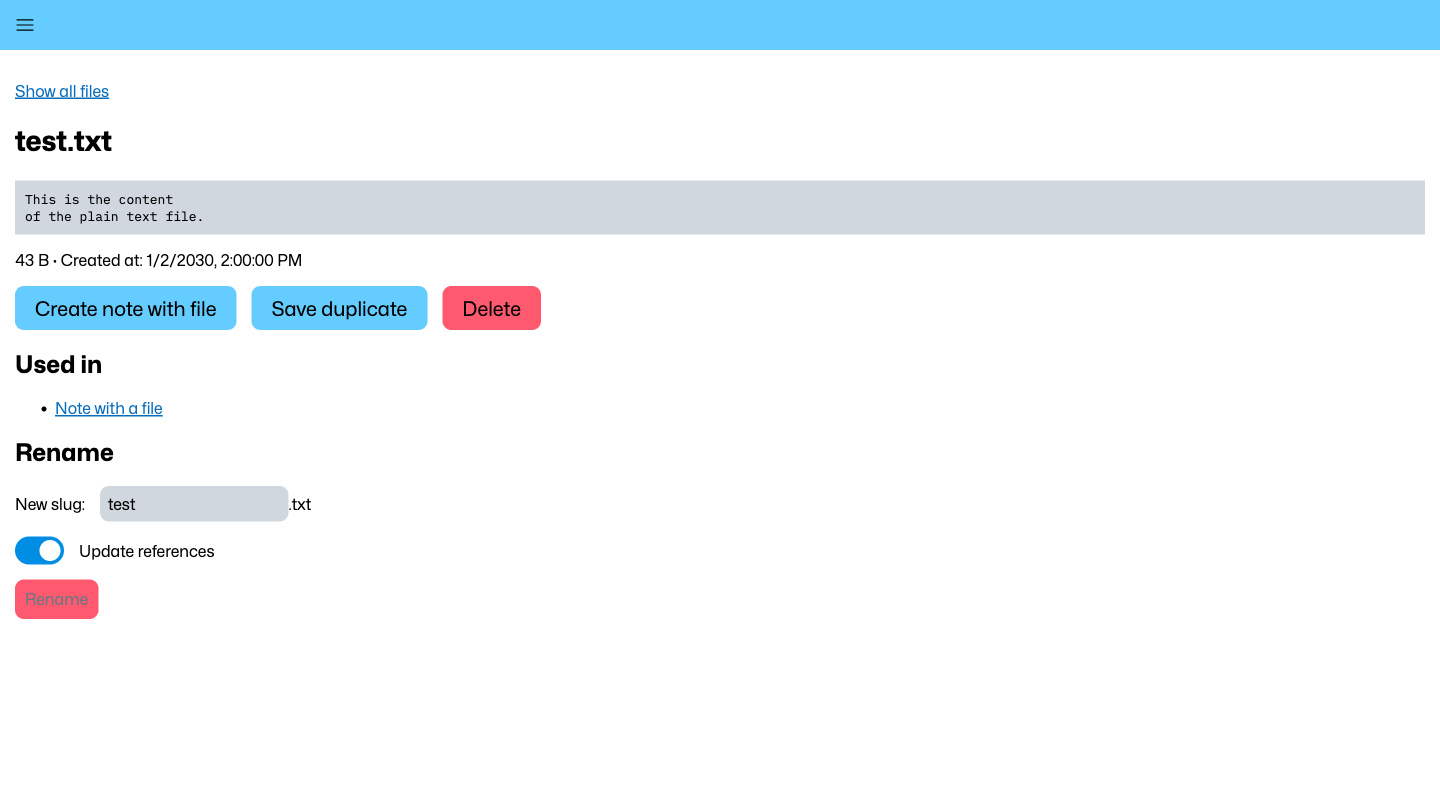 Show all files
test.txt
This is the content
of the plain text file.
43 B • Created at: 1/2/2030, 2:00:00 PM
Create note with file Save duplicate Delete
Used in
• Note with a file
Rename
New slug: test.txt
Update references
Rename